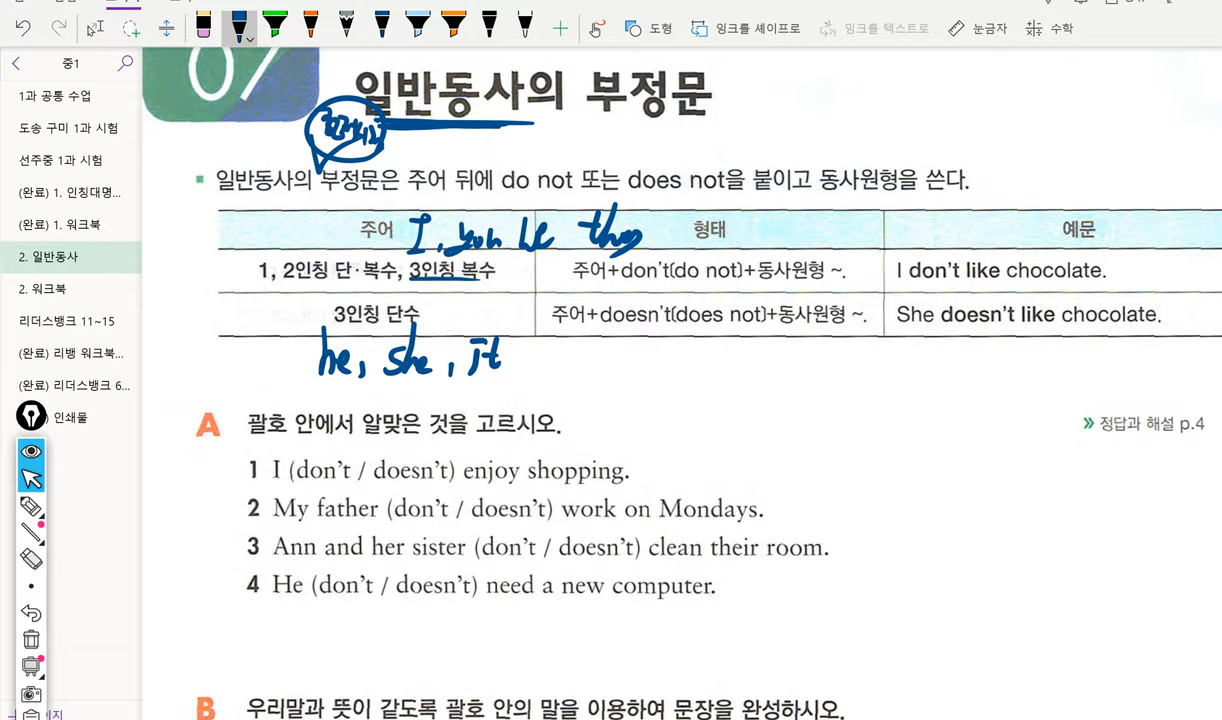 도형
잉크를 셰이프로
잉크를 텍스트로
눈금자
수학
중1
1과 공통 수업
도송 구미 1과 시험
선주중 1과 시험
(완료) 1. 인칭대명...
(완료) 1. 워크북
2. 일반동사
2. 워크북
리더스뱅크 11~15
(완료) 리뱅 워크북...
(완료) 리더스뱅크 6...
인쇄물
07
일반동사의 부정문
일반동사의 부정문은 주어 뒤에 do not 또는 does not을 붙이고 동사원형을 쓴다.
주어 I, you 형태 예문
1, 2인칭 단·복수, 3인칭 복수 주어+don't(do not)+동사원형 ~. I don't like chocolate.
3인칭 단수 주어+doesn't(does not)+동사원형 ~. She doesn't like chocolate.
he, she, it
A 괄호 안에서 알맞은 것을 고르시오.
» 정답과 해설 p.4
1 I (don't / doesn't) enjoy shopping.
2 My father (don't / doesn't) work on Mondays.
3 Ann and her sister (don't / doesn't) clean their room.
4 He (don't / doesn't) need a new computer.
B 우리말과 뜻이 같도록 괄호 안의 말을 이용하여 문장을 완성하시오.